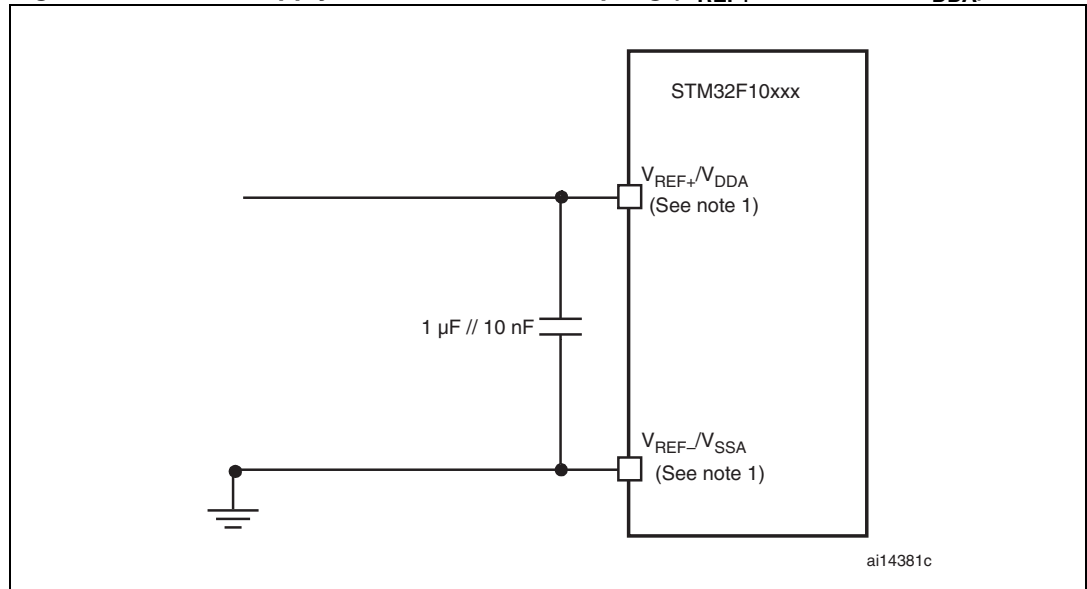 STM32F10xxx
VREF+/VDDA
(See note 1)
1 µF // 10 nF
VREF–/VSSA
(See note 1)
ai14381c